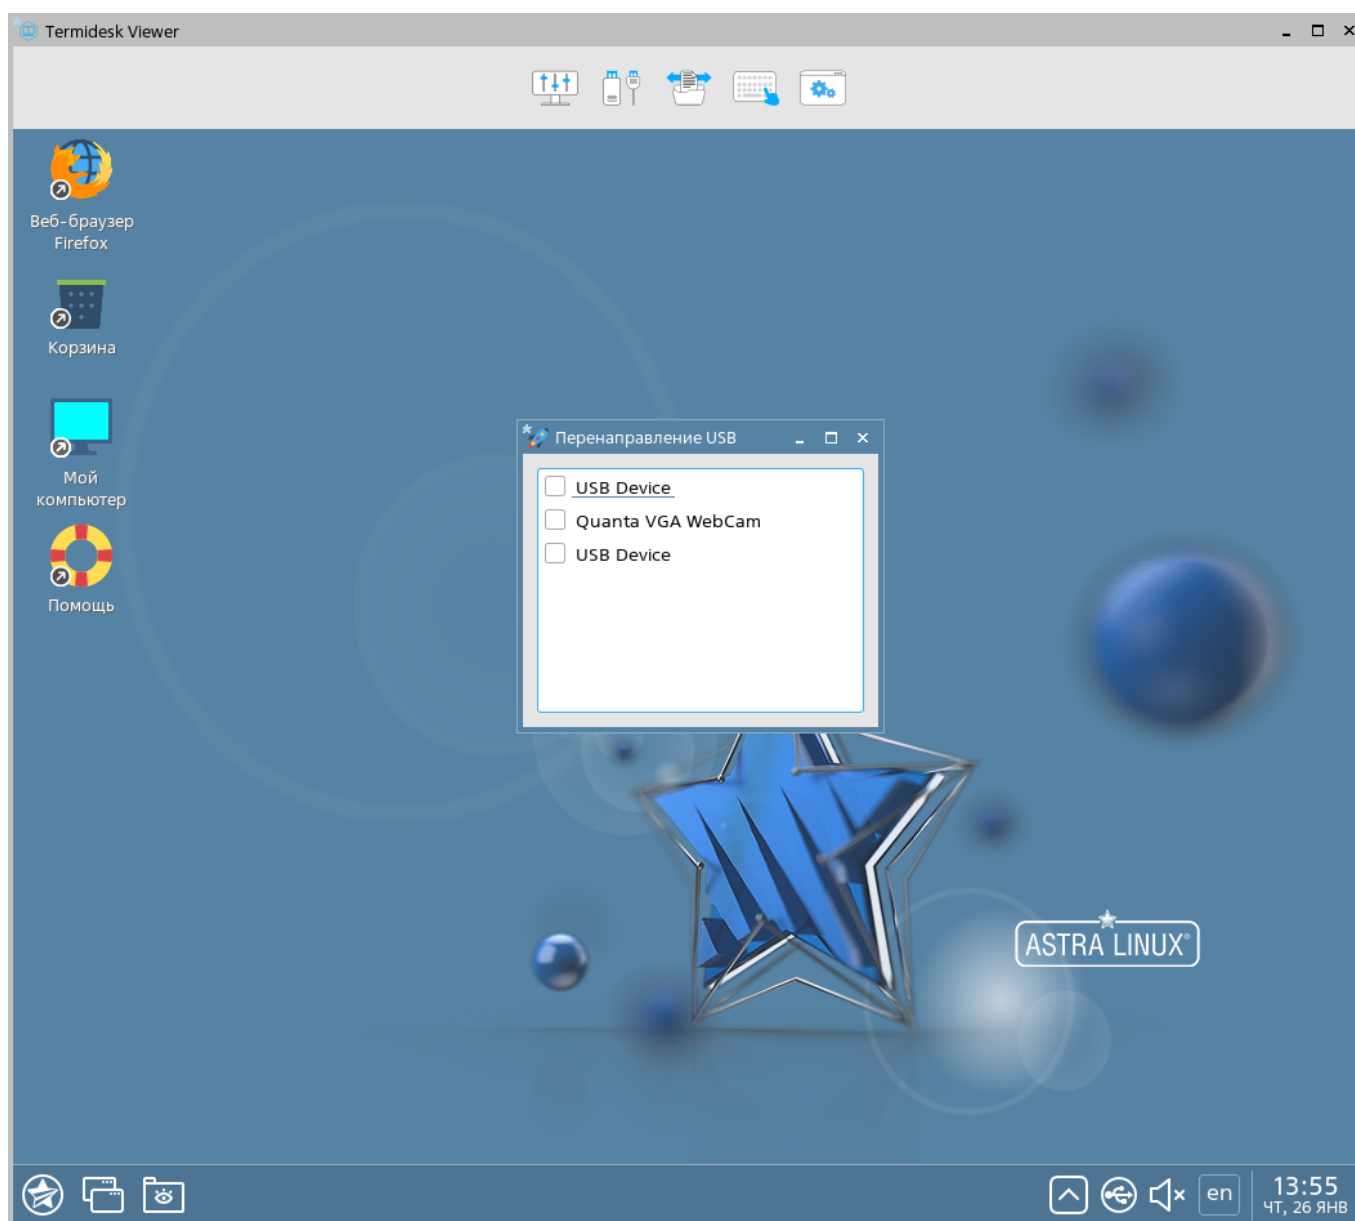 Termidesk Viewer
Веб-браузер
Firefox
Корзина
Мой
компьютер
Помощь
Перенаправление USB
USB Device
Quanta VGA WebCam
USB Device
ASTRA LINUX®
en
13:55
ЧТ, 26 ЯНВ